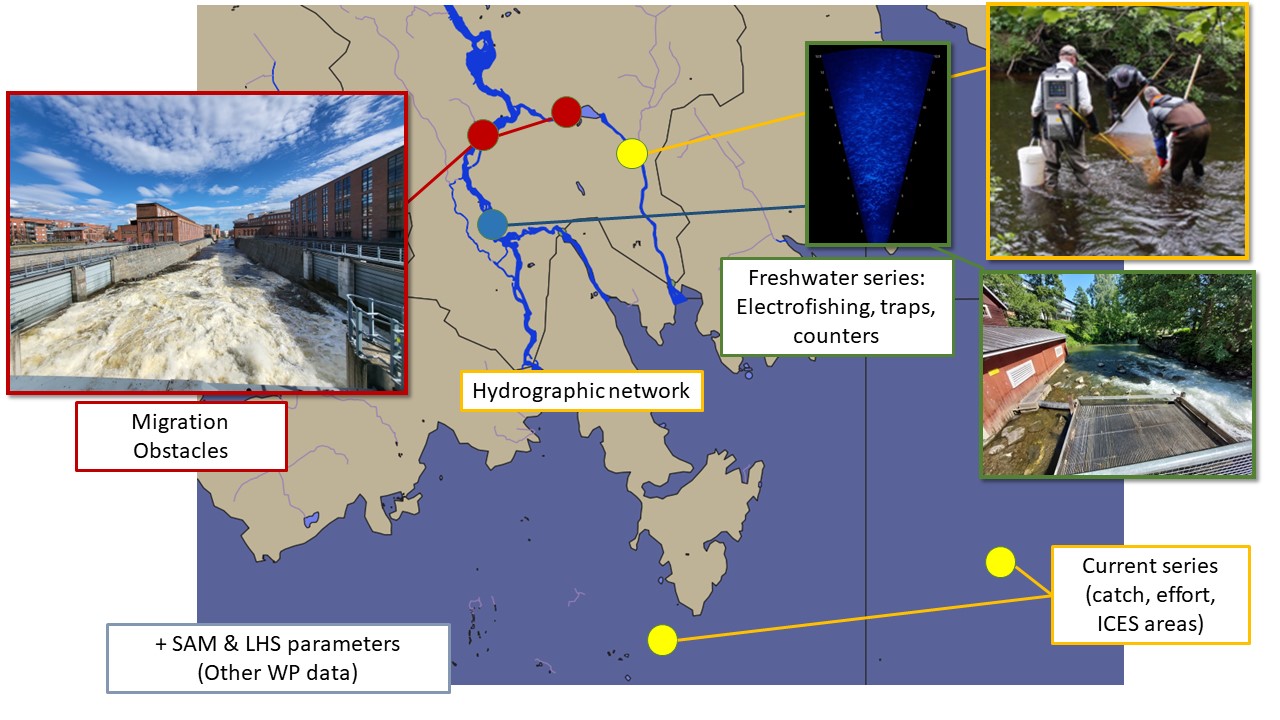 Freshwater series:
Electrofishing, traps,
counters
Hydrographic network
Migration
Obstacles
Current series
(catch, effort,
ICES areas)
+ SAM & LHS parameters
(Other WP data)